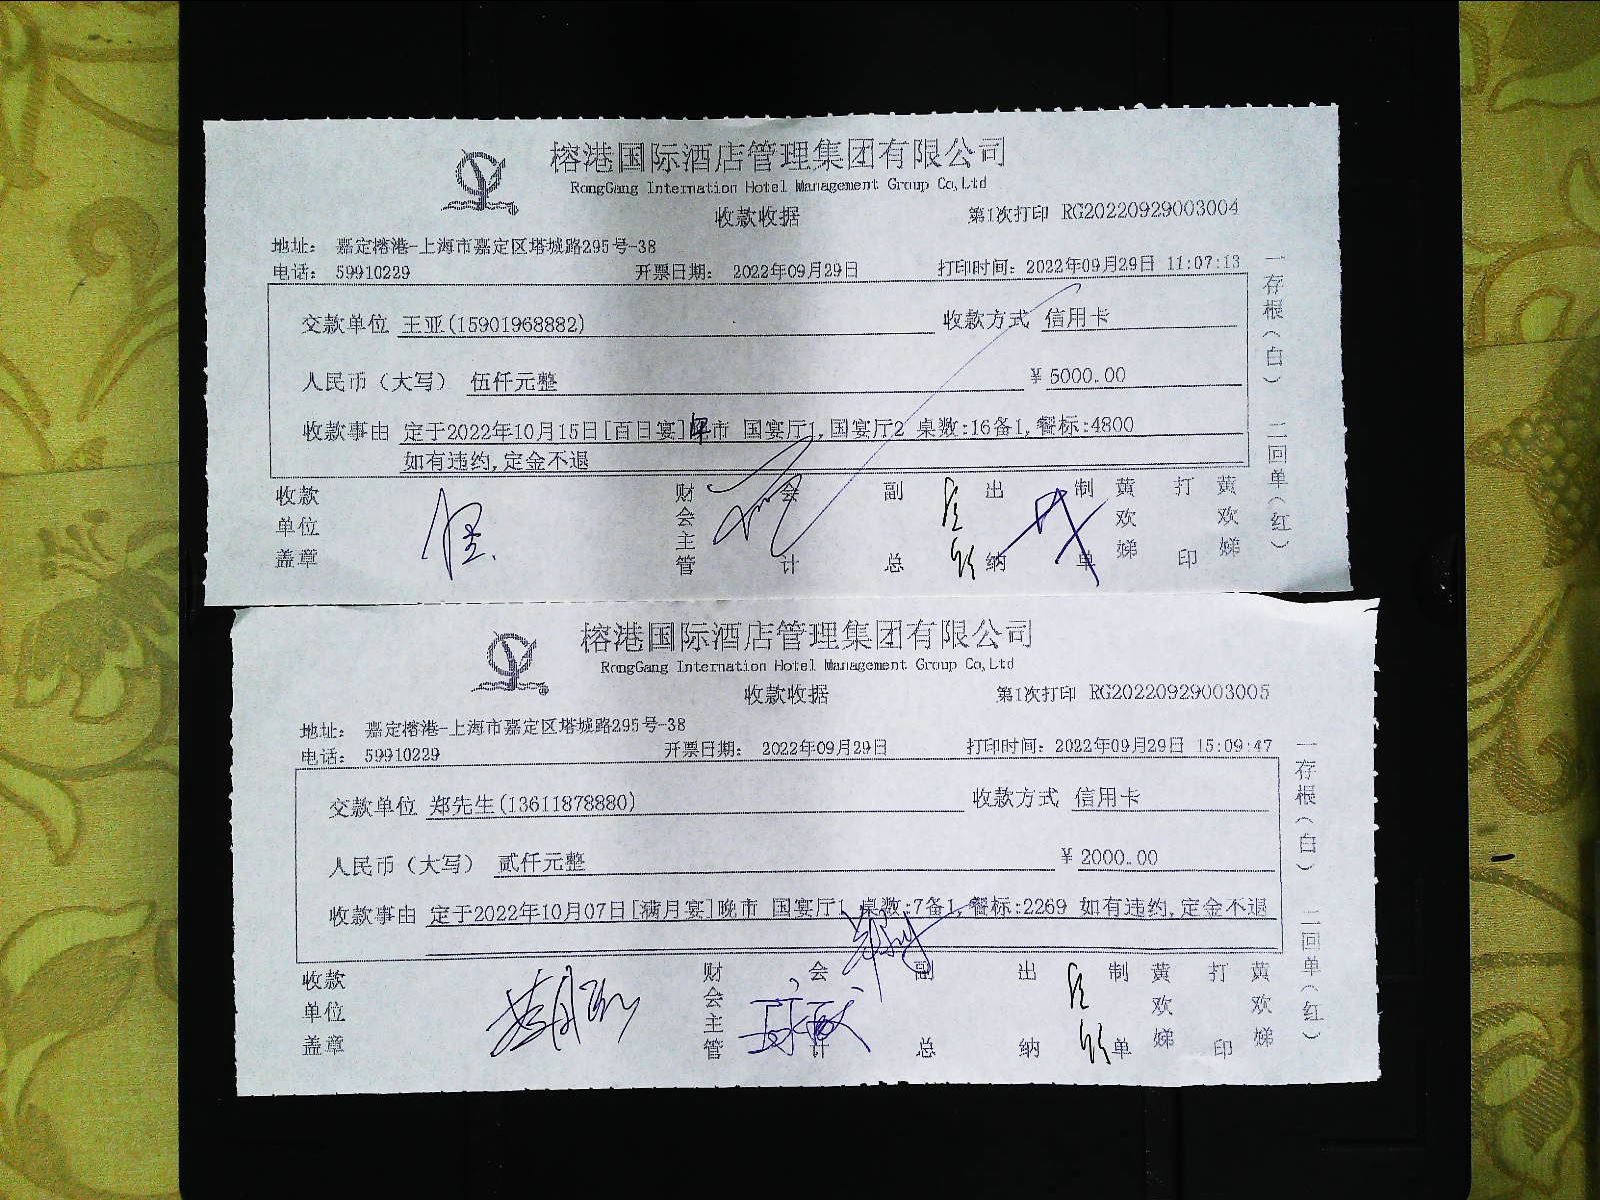 榕港国际酒店管理集团有限公司
RongGang Internation Hotel Management Group Co,Ltd
收款收据 第1次打印 RG20220929003004
地址： 嘉定榕港-上海市嘉定区塔城路295号-38
电话： 59910229 开票日期： 2022年09月29日 打印时间：2022年09月29日 11:07:13
交款单位 王亚(15901968882) 收款方式 信用卡
人民币（大写） 伍仟元整 ¥ 5000.00
收款事由 定于2022年10月15日[百日宴]市 国宴厅1,国宴厅2 桌数:16备1,餐标:4800
如有违约,定金不退
收款单位盖章 财会主管 会计 副总 出纳 制单 黄欢娣 打印 黄欢娣
一存根（白） 二回单（红）
榕港国际酒店管理集团有限公司
RongGang Internation Hotel Management Group Co,Ltd
收款收据 第1次打印 RG20220929003005
地址： 嘉定榕港-上海市嘉定区塔城路295号-38
电话： 59910229 开票日期： 2022年09月29日 打印时间：2022年09月29日 15:09:47
交款单位 郑先生(13611878880) 收款方式 信用卡
人民币（大写） 贰仟元整 ¥ 2000.00
收款事由 定于2022年10月07日[满月宴]晚市 国宴厅1 桌数:7备1,餐标:2269 如有违约,定金不退
收款单位盖章 财会主管 会计 副总 出纳 制单 黄欢娣 打印 黄欢娣
一存根（白） 二回单（红）